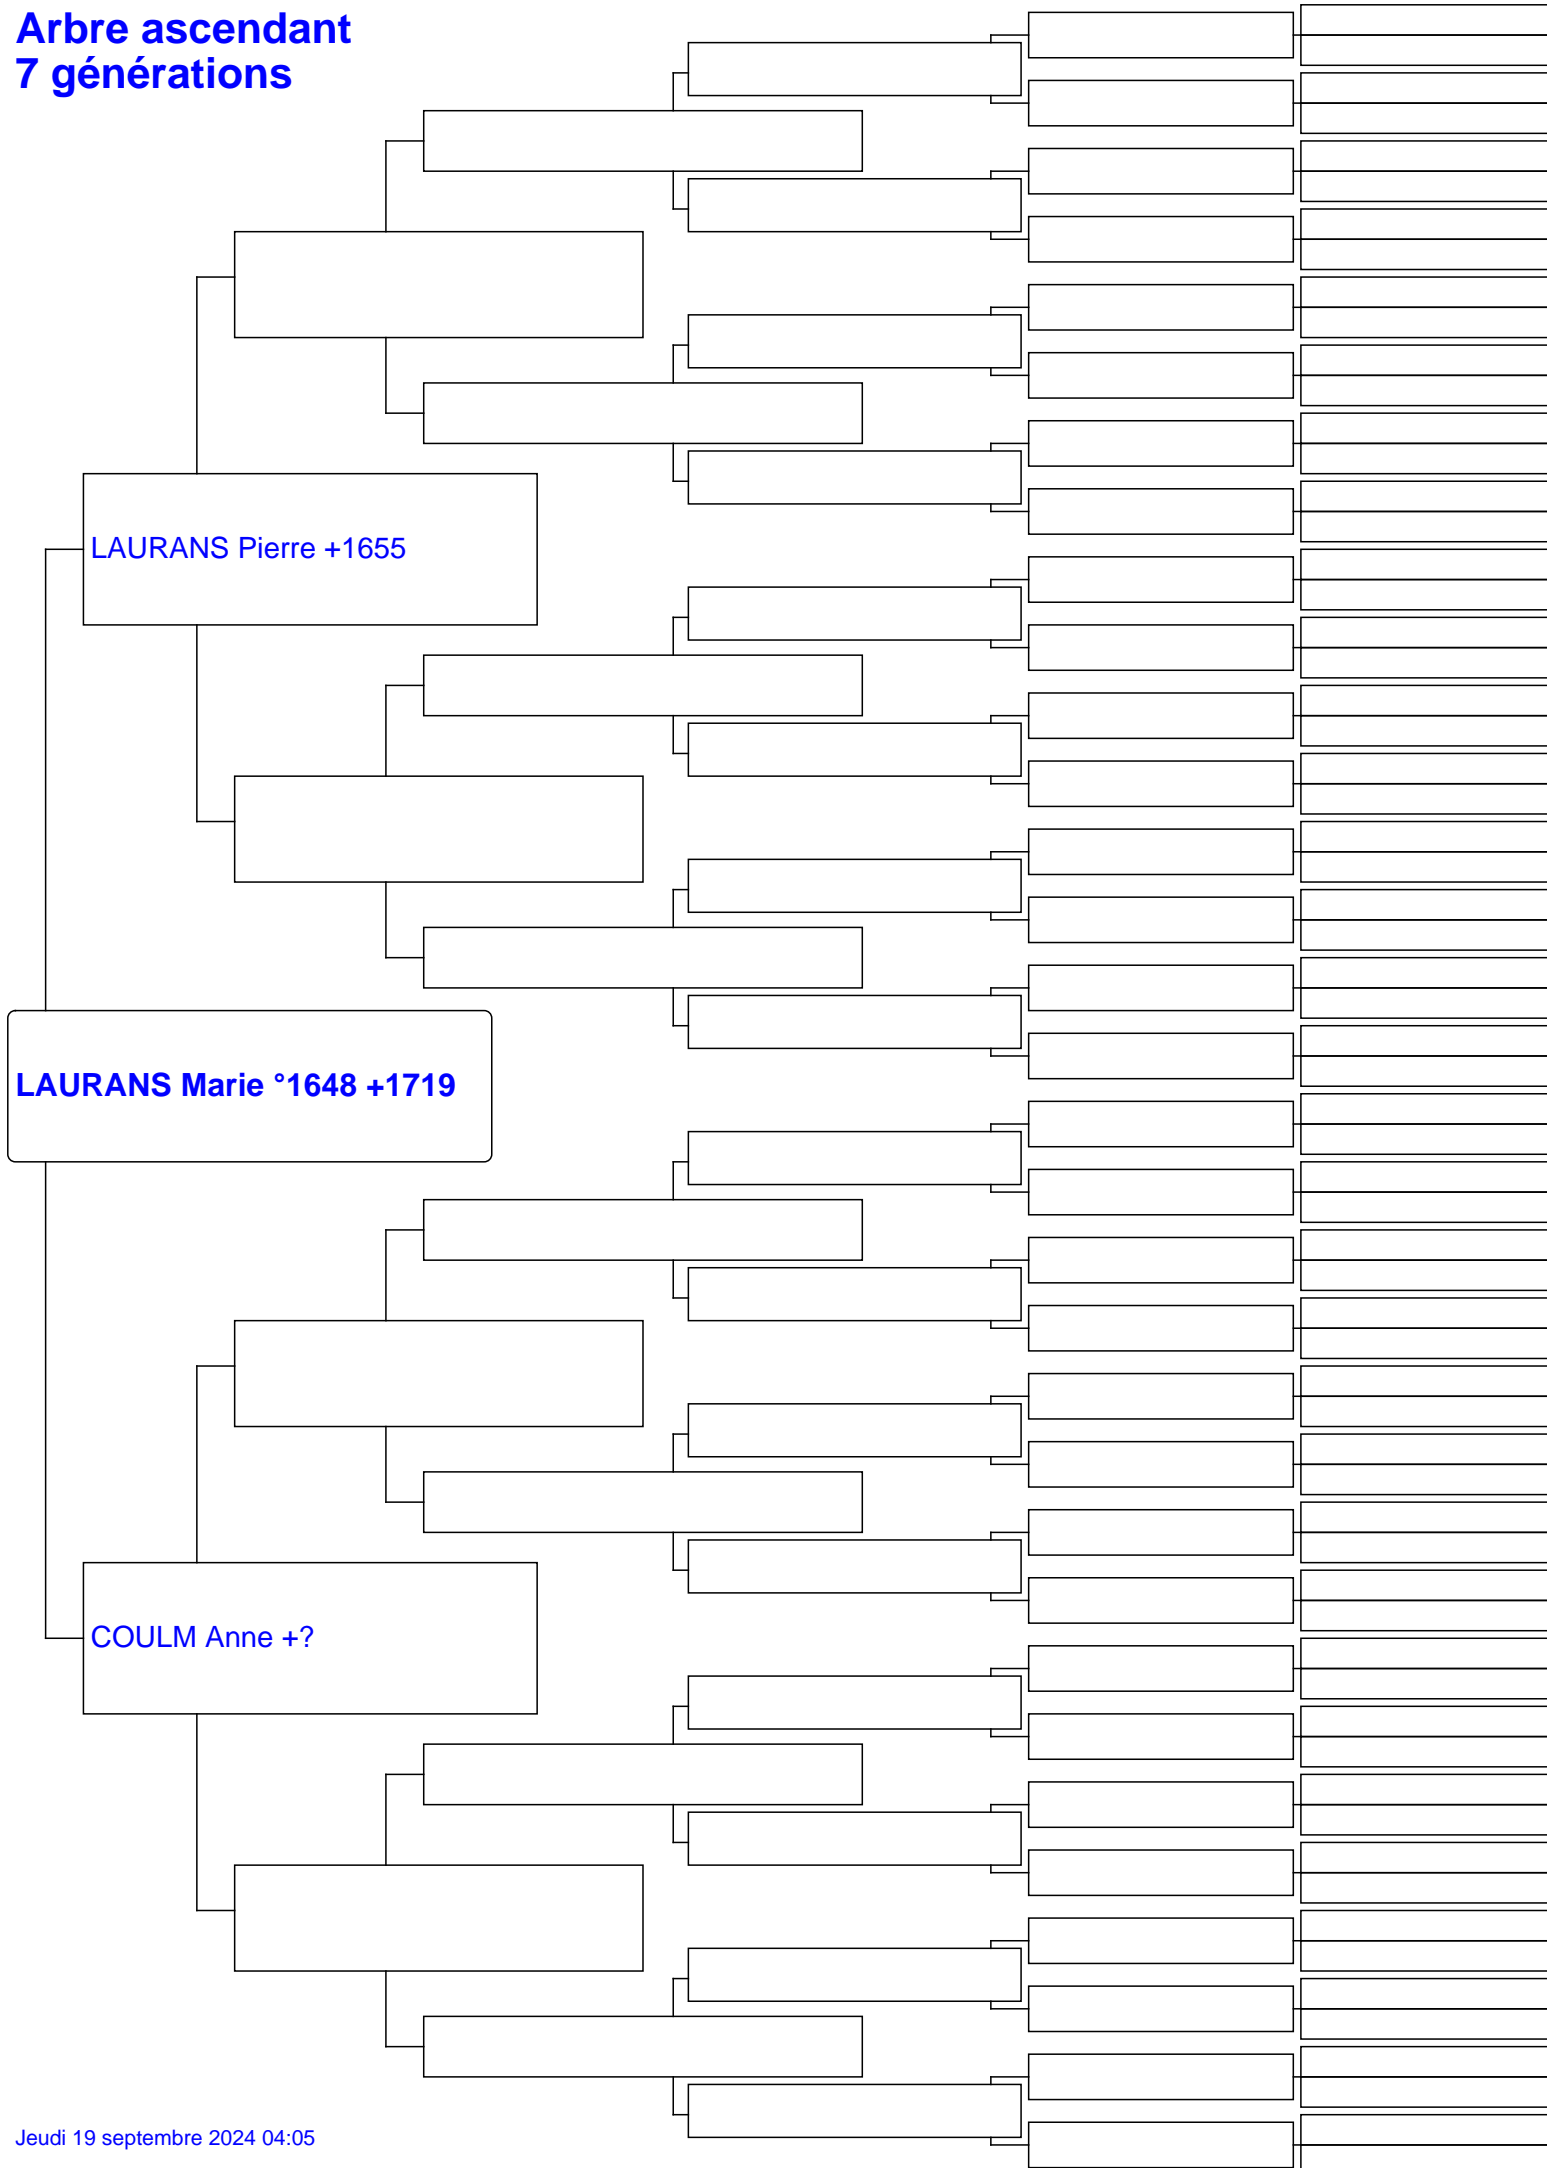 Arbre ascendant
7 générations
LAURANS Pierre +1655
LAURANS Marie °1648 +1719
COULM Anne +?
Jeudi 19 septembre 2024 04:05